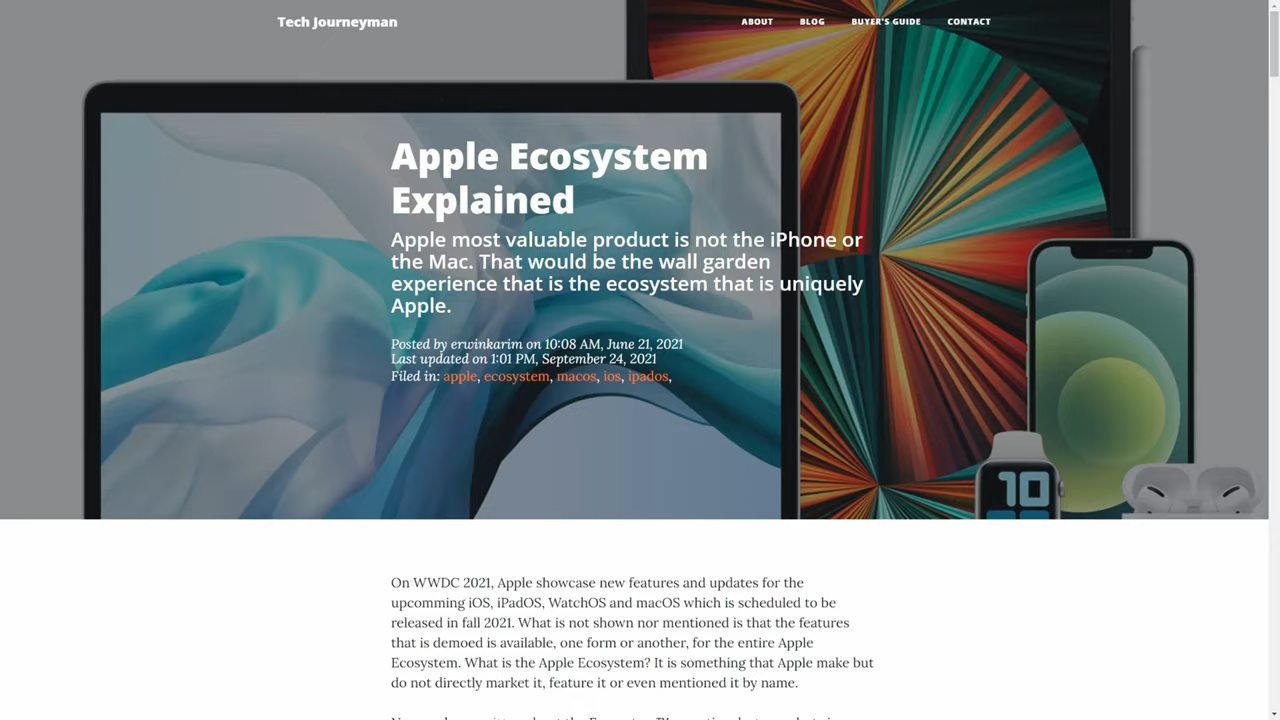 Tech Journeyman
ABOUT BLOG BUYER'S GUIDE CONTACT
Apple Ecosystem
Explained
Apple most valuable product is not the iPhone or
the Mac. That would be the wall garden
experience that is the ecosystem that is uniquely
Apple.
Posted by erwinkarim on 10:08 AM, June 21, 2021
Last updated on 1:01 PM, September 24, 2021
Filed in: apple, ecosystem, macos, ios, ipados,
10
On WWDC 2021, Apple showcase new features and updates for the
upcomming iOS, iPadOS, WatchOS and macOS which is scheduled to be
released in fall 2021. What is not shown nor mentioned is that the features
that is demoed is available, one form or another, for the entire Apple
Ecosystem. What is the Apple Ecosystem? It is something that Apple make but
do not directly market it, feature it or even mentioned it by name.